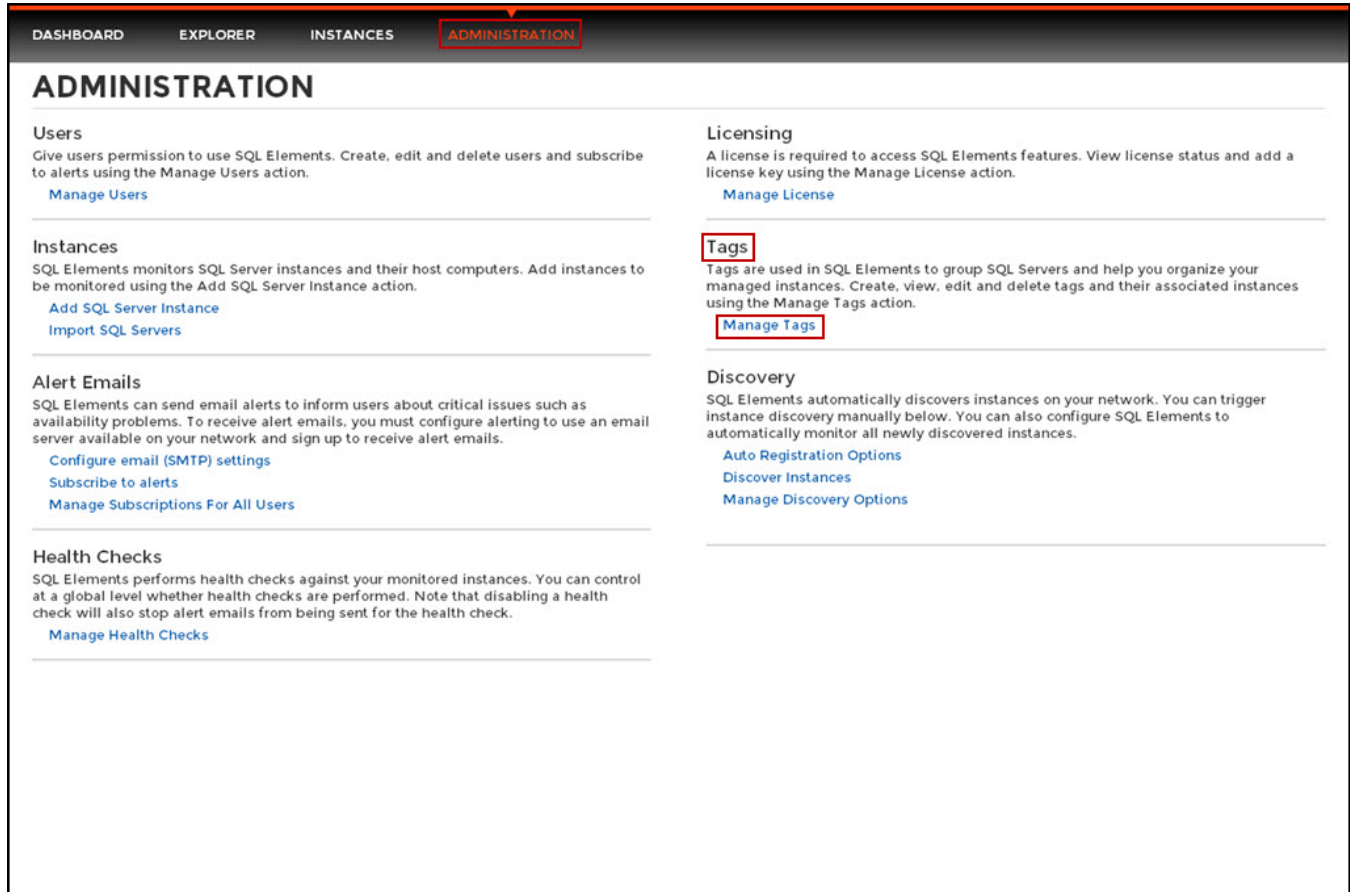 DASHBOARD EXPLORER INSTANCES ADMINISTRATION
ADMINISTRATION
Users
Give users permission to use SQL Elements. Create, edit and delete users and subscribe
to alerts using the Manage Users action.
Manage Users
Instances
SQL Elements monitors SQL Server instances and their host computers. Add instances to
be monitored using the Add SQL Server Instance action.
Add SQL Server Instance
Import SQL Servers
Alert Emails
SQL Elements can send email alerts to inform users about critical issues such as
availability problems. To receive alert emails, you must configure alerting to use an email
server available on your network and sign up to receive alert emails.
Configure email (SMTP) settings
Subscribe to alerts
Manage Subscriptions For All Users
Health Checks
SQL Elements performs health checks against your monitored instances. You can control
at a global level whether health checks are performed. Note that disabling a health
check will also stop alert emails from being sent for the health check.
Manage Health Checks
Licensing
A license is required to access SQL Elements features. View license status and add a
license key using the Manage License action.
Manage License
Tags
Tags are used in SQL Elements to group SQL Servers and help you organize your
managed instances. Create, view, edit and delete tags and their associated instances
using the Manage Tags action.
Manage Tags
Discovery
SQL Elements automatically discovers instances on your network. You can trigger
instance discovery manually below. You can also configure SQL Elements to
automatically monitor all newly discovered instances.
Auto Registration Options
Discover Instances
Manage Discovery Options